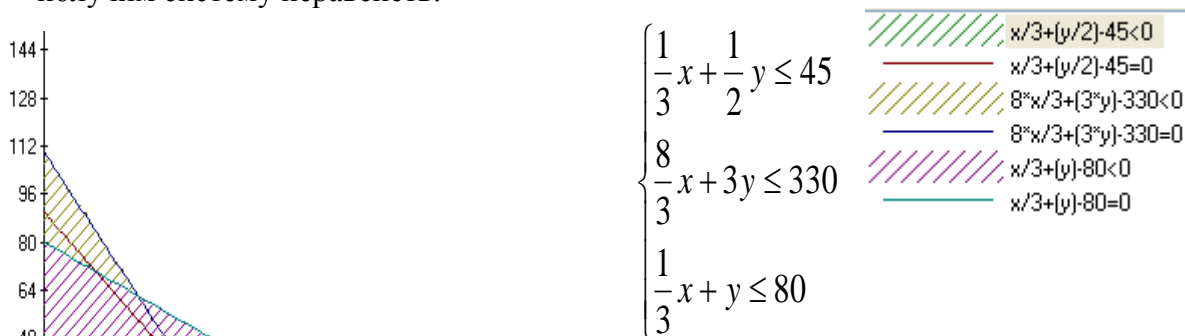 получим систему неравенств:
144
128
112
96
80
64
48
1/3 x + 1/2 y ≤ 45
8/3 x + 3y ≤ 330
1/3 x + y ≤ 80
x/3+(y/2)-45<0
x/3+(y/2)-45=0
8*x/3+(3*y)-330<0
8*x/3+(3*y)-330=0
x/3+(y)-80<0
x/3+(y)-80=0